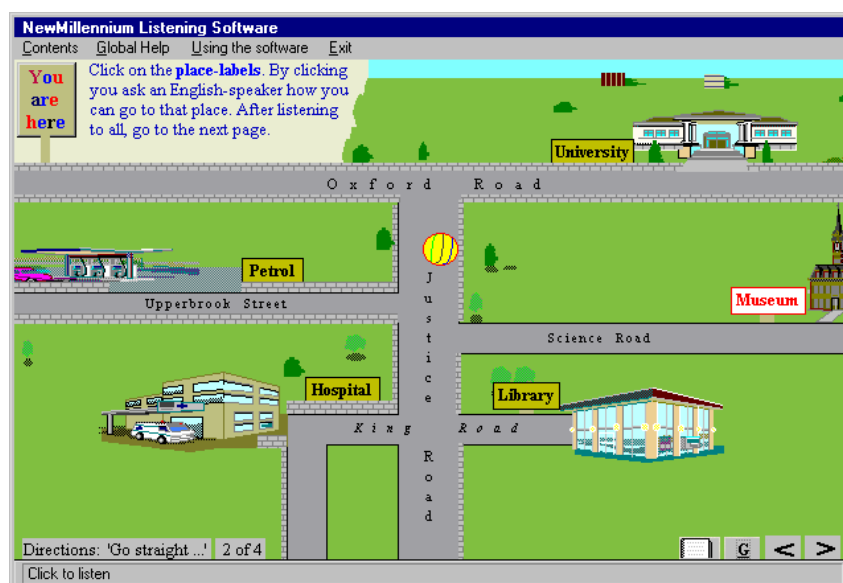 NewMillennium Listening Software
Contents Global Help Using the software Exit
You
are
here
Click on the place-labels. By clicking
you ask an English-speaker how you
can go to that place. After listening
to all, go to the next page.
University
Oxford Road
Petrol
Justice Road
Upperbrook Street
Museum
Science Road
Hospital
Library
King Road
Directions: 'Go straight ...' 2 of 4
G < >
Click to listen